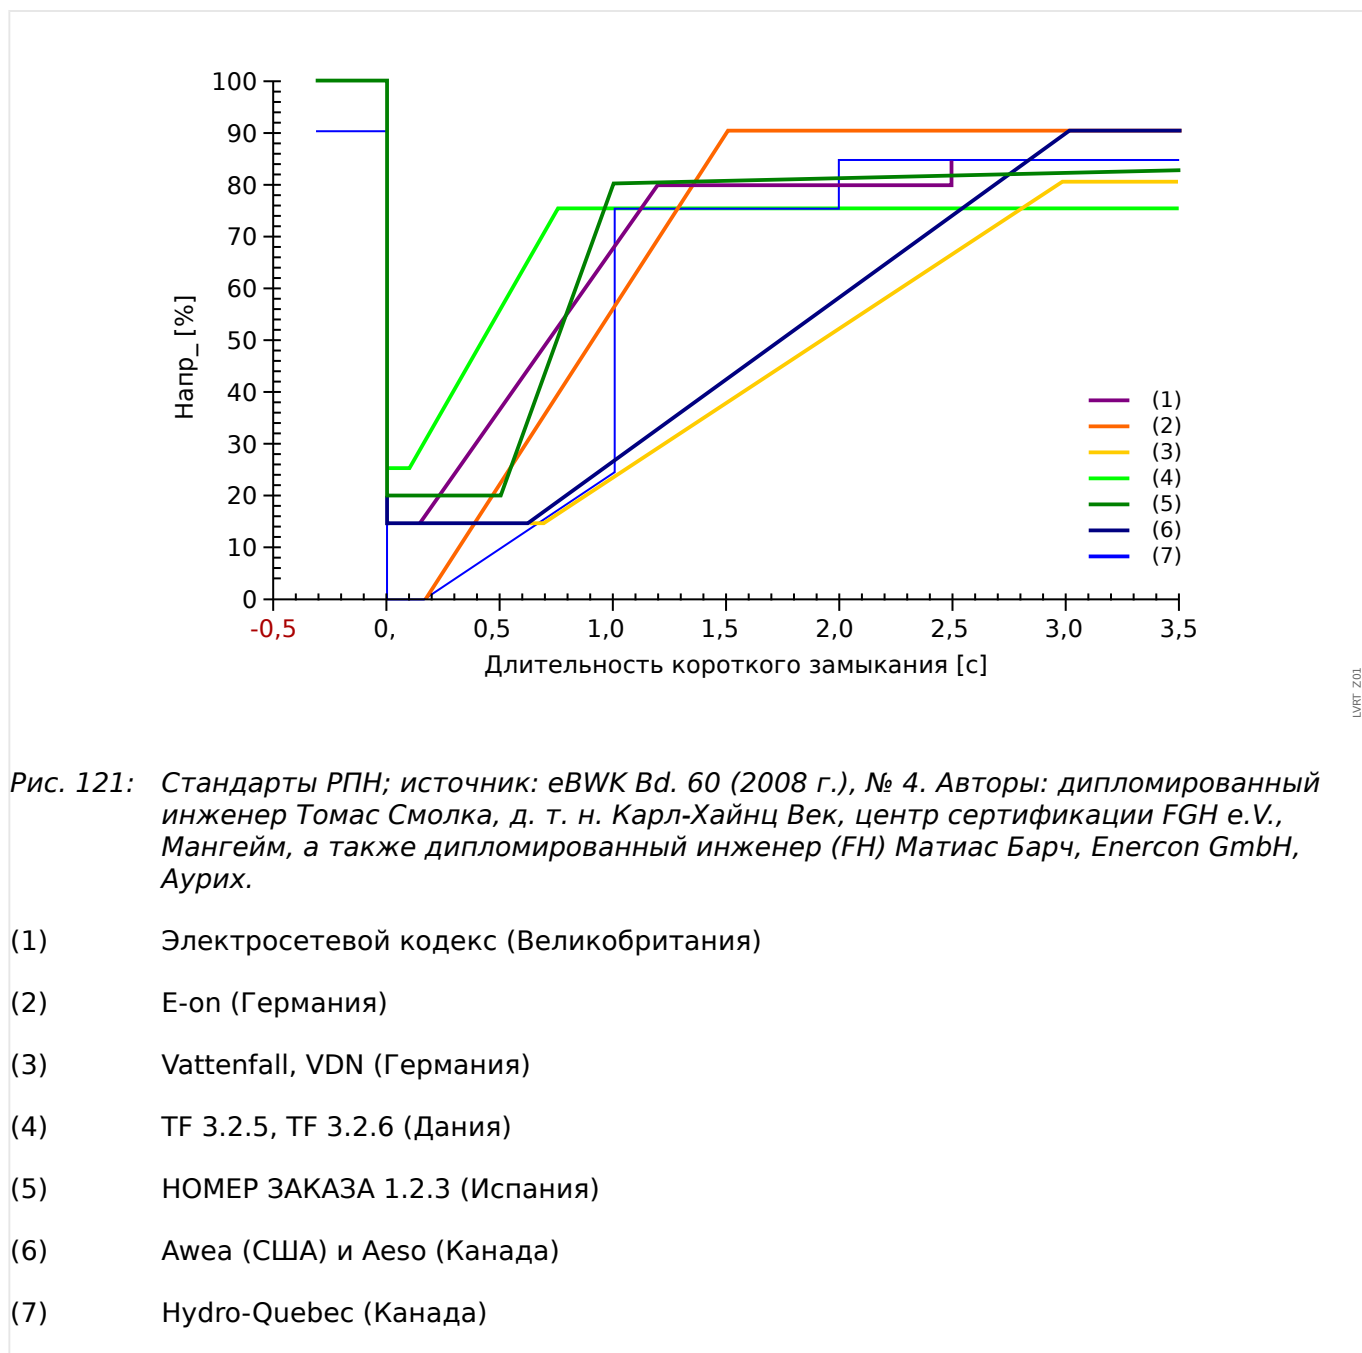 100
90
80
70
60
50
40
30
20
10
0
Напр_ [%]
-0,5 0, 0,5 1,0 1,5 2,0 2,5 3,0 3,5
Длительность короткого замыкания [с]
(1)
(2)
(3)
(4)
(5)
(6)
(7)
LVRT_Z01
Рис. 121: Стандарты РПН; источник: eBWK Bd. 60 (2008 г.), № 4. Авторы: дипломированный
инженер Томас Смолка, д. т. н. Карл-Хайнц Век, центр сертификации FGH e.V.,
Мангейм, а также дипломированный инженер (FH) Матиас Барч, Enercon GmbH,
Аурих.
(1) Электросетевой кодекс (Великобритания)
(2) E-on (Германия)
(3) Vattenfall, VDN (Германия)
(4) TF 3.2.5, TF 3.2.6 (Дания)
(5) НОМЕР ЗАКАЗА 1.2.3 (Испания)
(6) Awea (США) и Aeso (Канада)
(7) Hydro-Quebec (Канада)